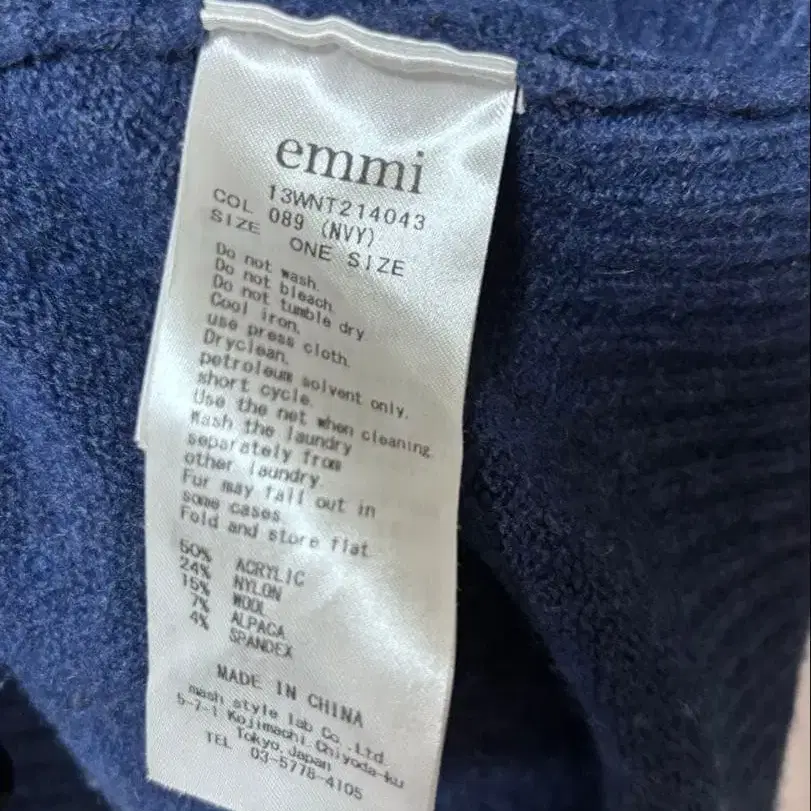 emmi
13WNT214043
COL 089 (NVY)
SIZE ONE SIZE
Do not wash.
Do not bleach.
Do not tumble dry.
Cool iron,
use press cloth.
Dryclean,
petroleum solvent only,
short cycle.
Use the net when cleaning.
Wash the laundry
separately from
other laundry.
Fur may fall out in
some cases.
Fold and store flat
50% ACRYLIC
24% NYLON
15% WOOL
7% ALPACA
4% SPANDEX
MADE IN CHINA
mash style lab Co.,Ltd.
5-7-1 Kojimachi Chiyoda-ku
Tokyo,Japan
TEL 03-5778-4105